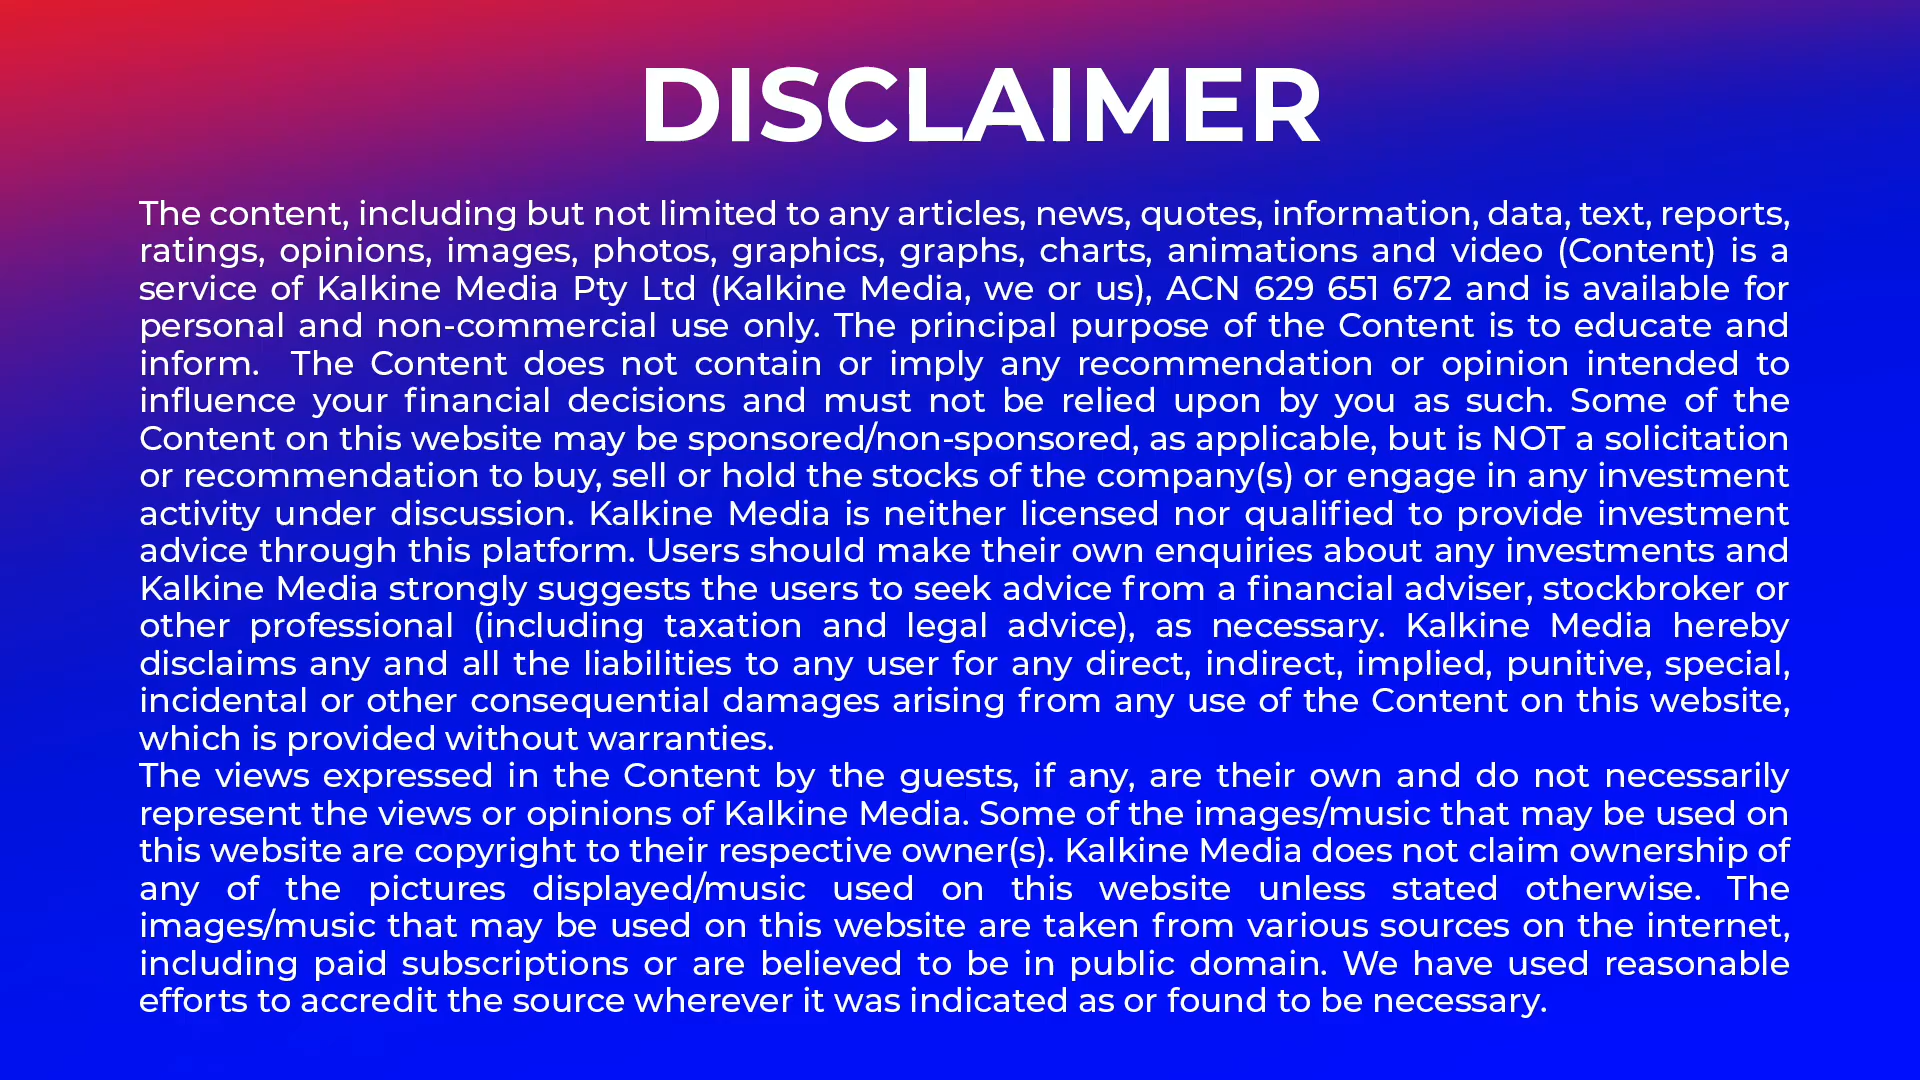 DISCLAIMER
The content, including but not limited to any articles, news, quotes, information, data, text, reports,
ratings, opinions, images, photos, graphics, graphs, charts, animations and video (Content) is a
service of Kalkine Media Pty Ltd (Kalkine Media, we or us), ACN 629 651 672 and is available for
personal and non-commercial use only. The principal purpose of the Content is to educate and
inform.  The Content does not contain or imply any recommendation or opinion intended to
influence your financial decisions and must not be relied upon by you as such. Some of the
Content on this website may be sponsored/non-sponsored, as applicable, but is NOT a solicitation
or recommendation to buy, sell or hold the stocks of the company(s) or engage in any investment
activity under discussion. Kalkine Media is neither licensed nor qualified to provide investment
advice through this platform. Users should make their own enquiries about any investments and
Kalkine Media strongly suggests the users to seek advice from a financial adviser, stockbroker or
other professional (including taxation and legal advice), as necessary. Kalkine Media hereby
disclaims any and all the liabilities to any user for any direct, indirect, implied, punitive, special,
incidental or other consequential damages arising from any use of the Content on this website,
which is provided without warranties.
The views expressed in the Content by the guests, if any, are their own and do not necessarily
represent the views or opinions of Kalkine Media. Some of the images/music that may be used on
this website are copyright to their respective owner(s). Kalkine Media does not claim ownership of
any of the pictures displayed/music used on this website unless stated otherwise. The
images/music that may be used on this website are taken from various sources on the internet,
including paid subscriptions or are believed to be in public domain. We have used reasonable
efforts to accredit the source wherever it was indicated as or found to be necessary.